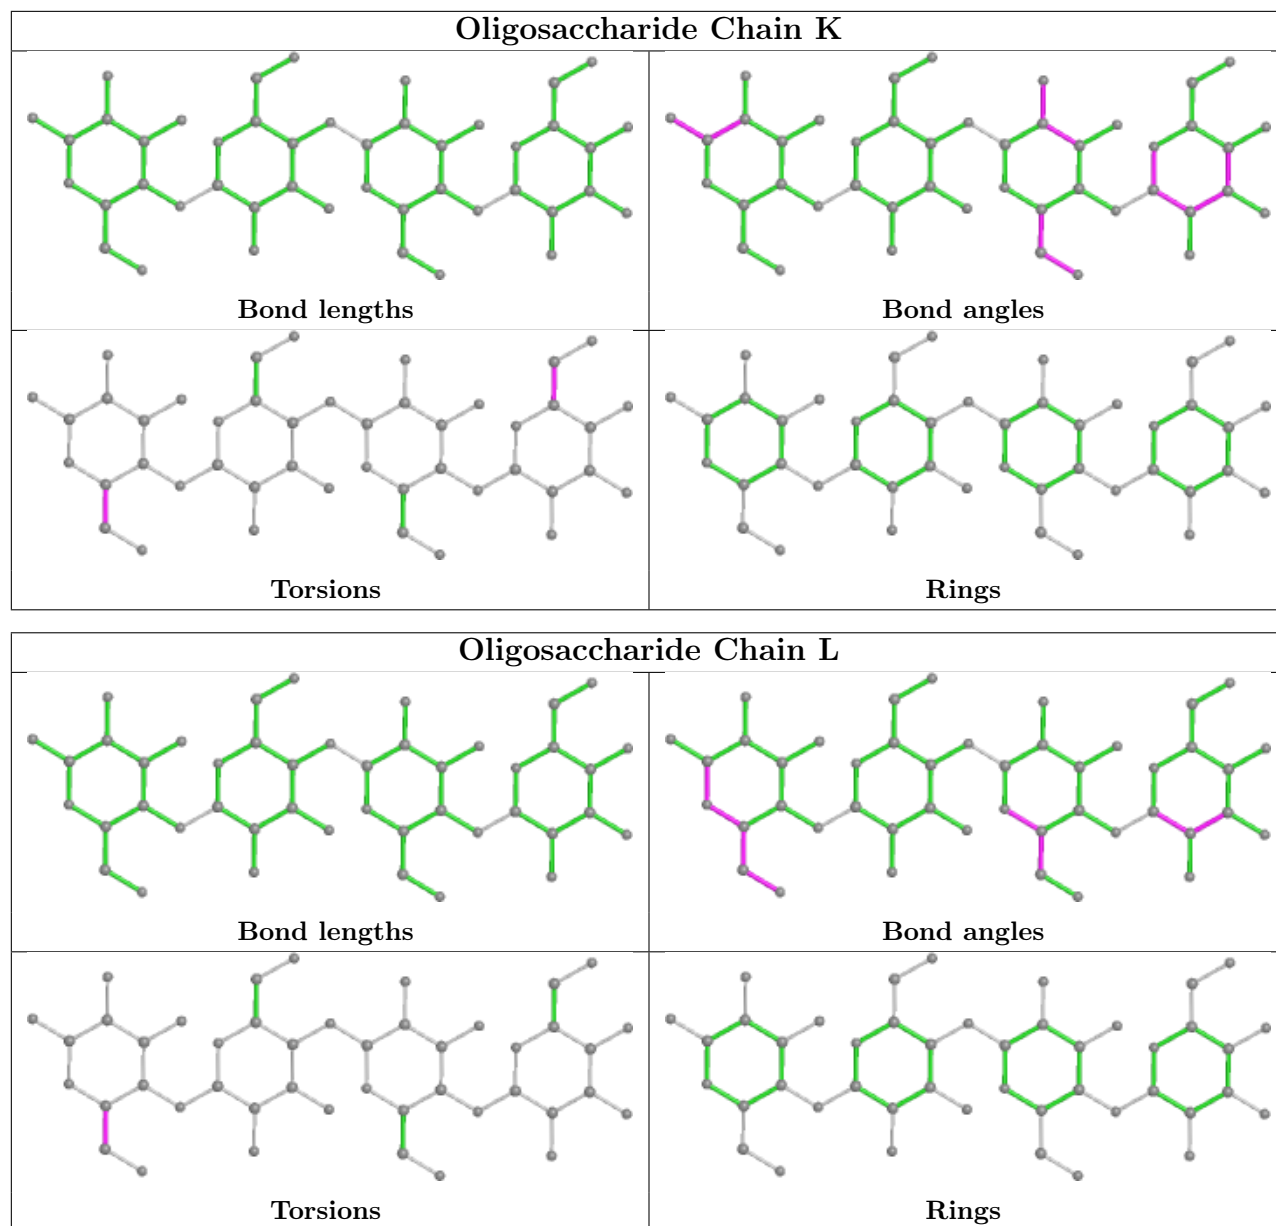 Oligosaccharide Chain K
Bond lengths
Bond angles
Torsions
Rings
Oligosaccharide Chain L
Bond lengths
Bond angles
Torsions
Rings